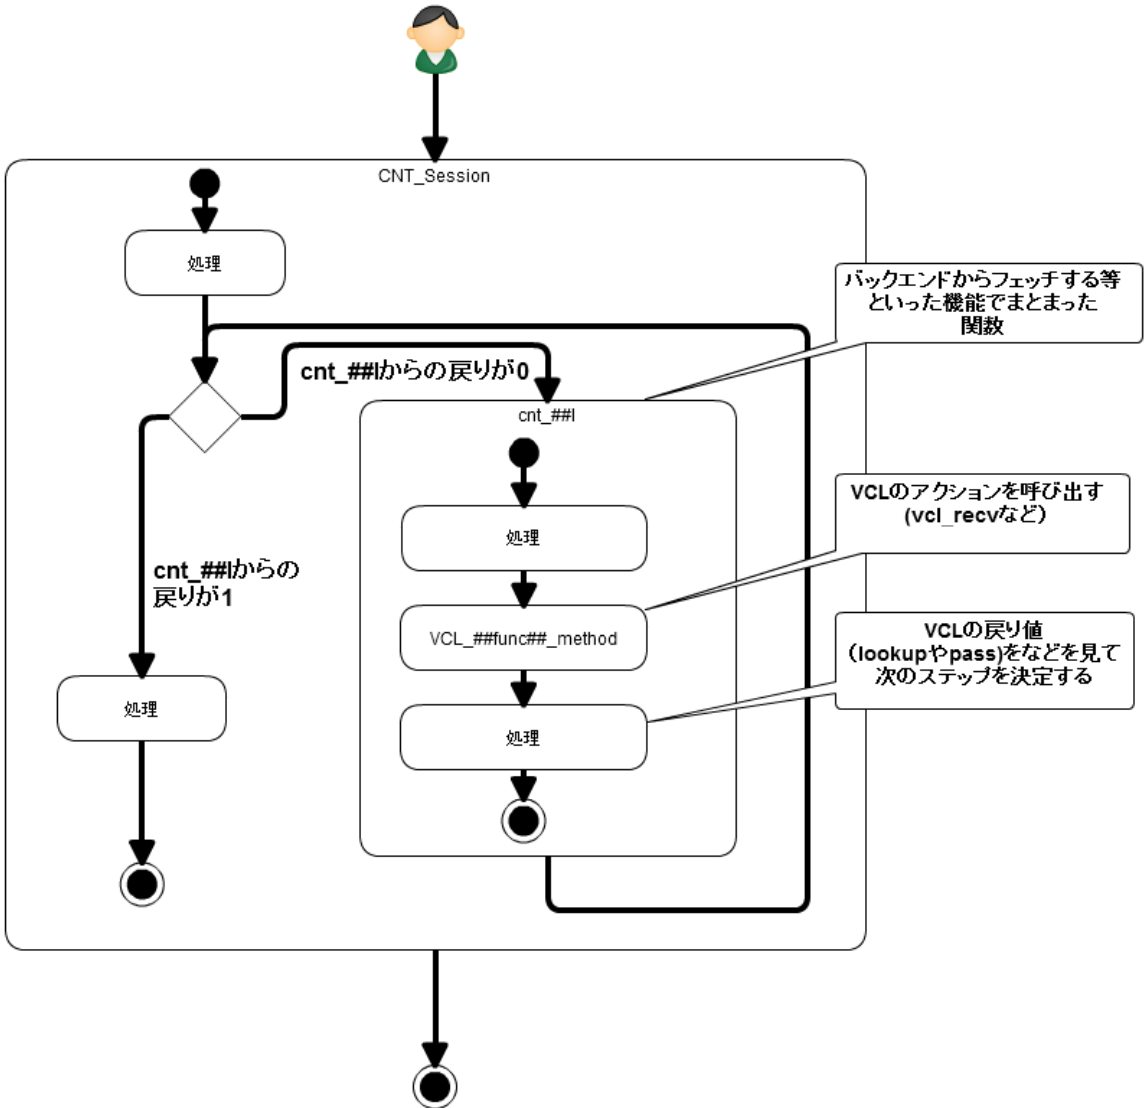 CNT_Session
処理
バックエンドからフェッチする等
といった機能でまとまった
関数
cnt_##lからの戻りが0
cnt_##l
処理
VCLのアクションを呼び出す
(vcl_recvなど)
cnt_##lからの
戻りが1
VCL_##func##_method
VCLの戻り値
(lookupやpass)をなどを見て
次のステップを決定する
処理
処理